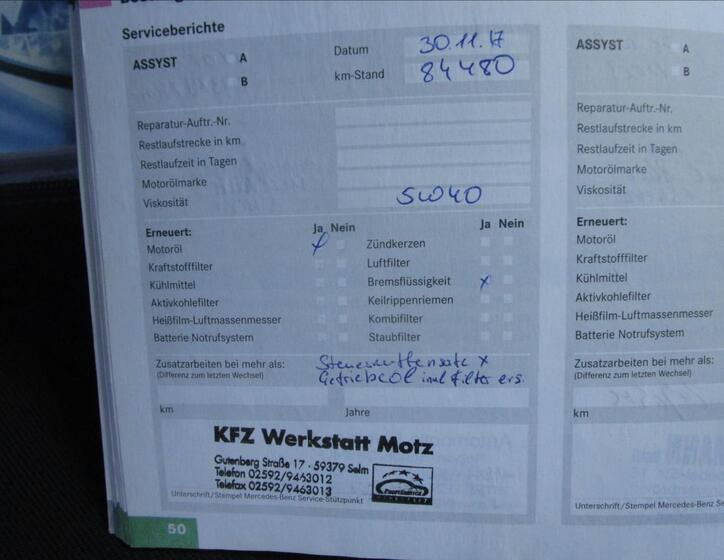 Serviceberichte
ASSYST A
B
Datum 30.11.17
km-Stand 84480
Reparatur-Auftr.-Nr.
Restlaufstrecke in km
Restlaufzeit in Tagen
Motorölmarke
Viskosität 5W40
Erneuert: Ja Nein
Motoröl x
Kraftstofffilter
Kühlmittel
Aktivkohlefilter
Heißfilm-Luftmassenmesser
Batterie Notrufsystem
Ja Nein
Zündkerzen
Luftfilter
Bremsflüssigkeit x
Keilrippenriemen
Kombifilter
Staubfilter
Zusatzarbeiten bei mehr als:
(Differenz zum letzten Wechsel)
x
Getriebeöl inkl Filter ers.
km Jahre
KFZ Werkstatt Motz
Gutenberg Straße 17 - 59379 Selm
Telefon 02592/9463012
Telefax 02592/9463013
Unterschrift/Stempel Mercedes-Benz Service-Stützpunkt
50
ASSYST A
B
Reparatur-Auftr.-Nr.
Restlaufstrecke in km
Restlaufzeit in Tagen
Motorölmarke
Viskosität
Erneuert:
Motoröl
Kraftstofffilter
Kühlmittel
Aktivkohlefilter
Heißfilm-Luftmassen
Batterie Notrufsystem
Zusatzarbeiten bei meh
(Differenz zum letzten Wechsel)
km
Unterschrift/Stempel Mercedes-Benz Se